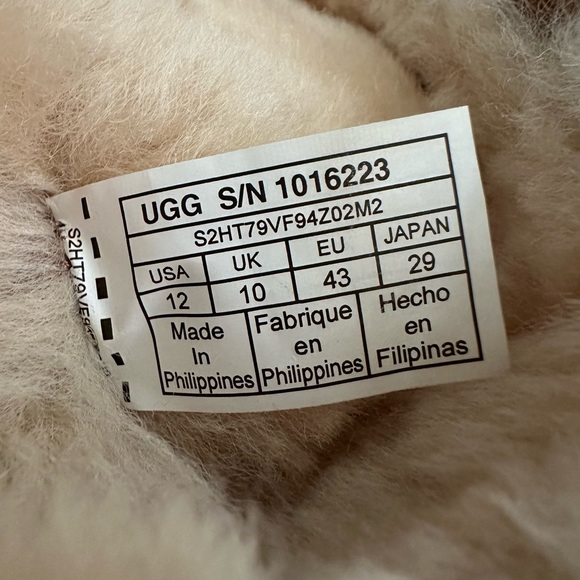 UGG S/N 1016223
S2HT79VF94Z02M2
USA UK EU JAPAN
12 10 43 29
Made In Philippines
Fabrique en Philippines
Hecho en Filipinas